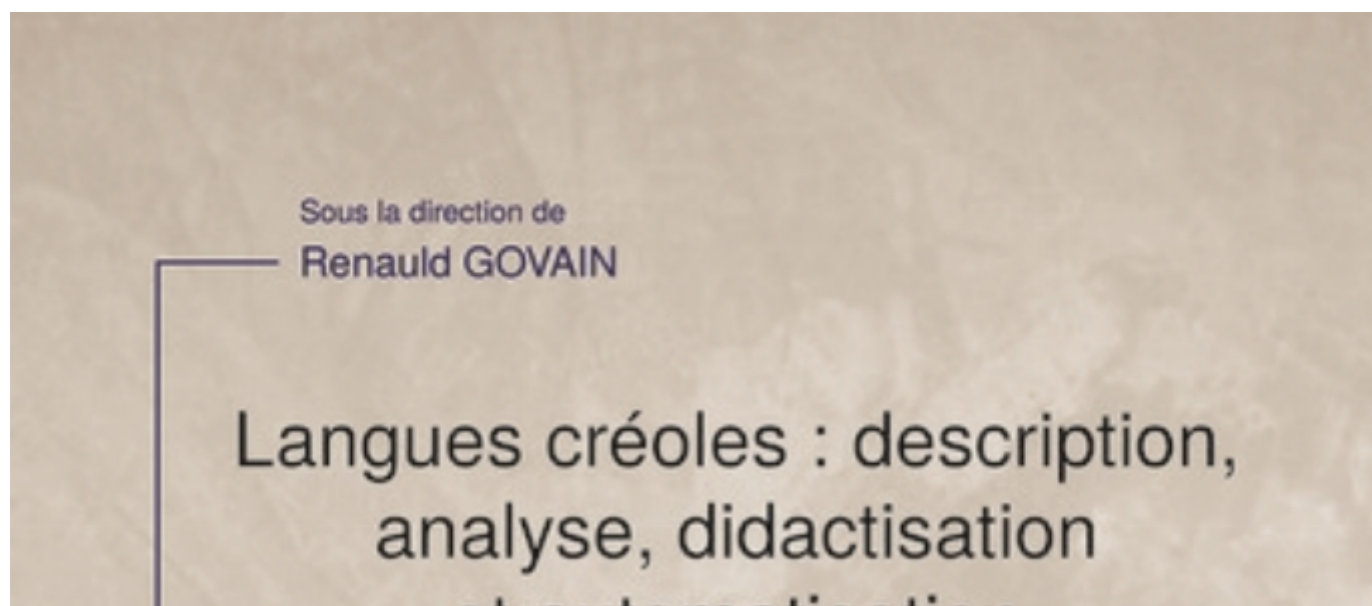 Sous la direction de
Renauld GOVAIN
Langues créoles : description,
analyse, didactisation